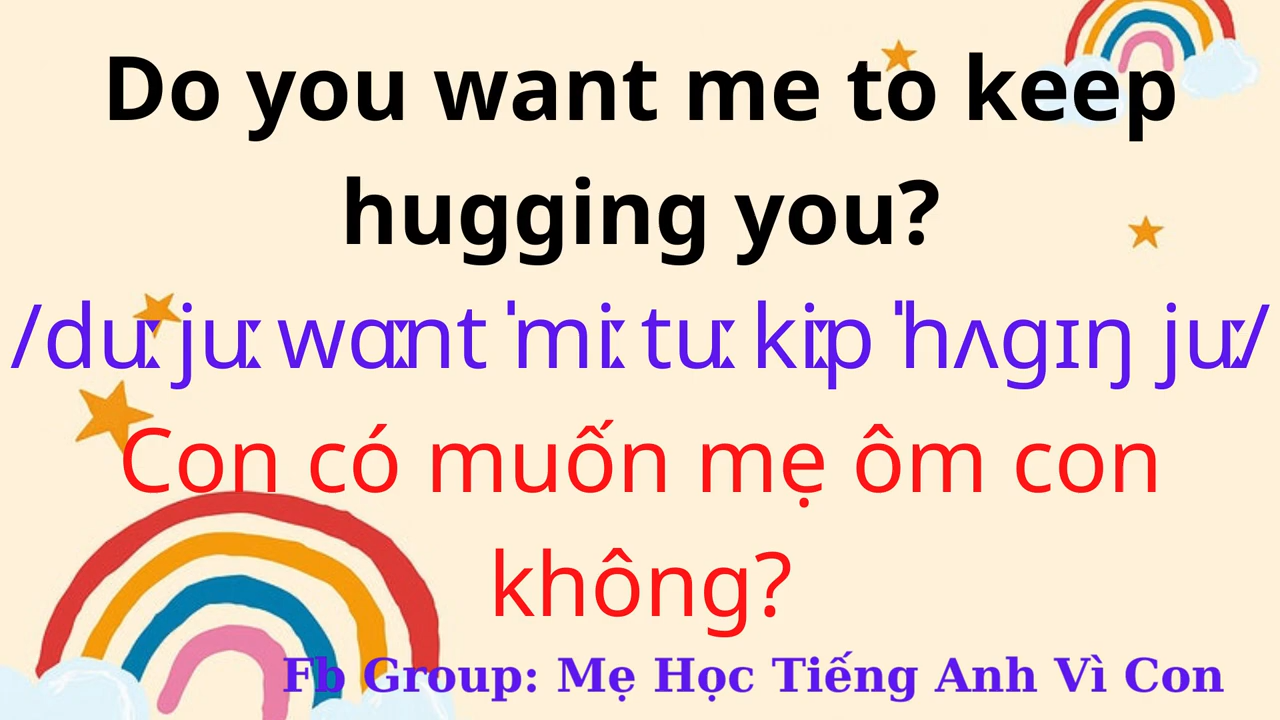 Do you want me to keep
hugging you?
/duː juː wɑːnt ˈmiː tuː kiːp ˈhʌgɪŋ juː/
Con có muốn mẹ ôm con
không?
Fb Group: Mẹ Học Tiếng Anh Vì Con